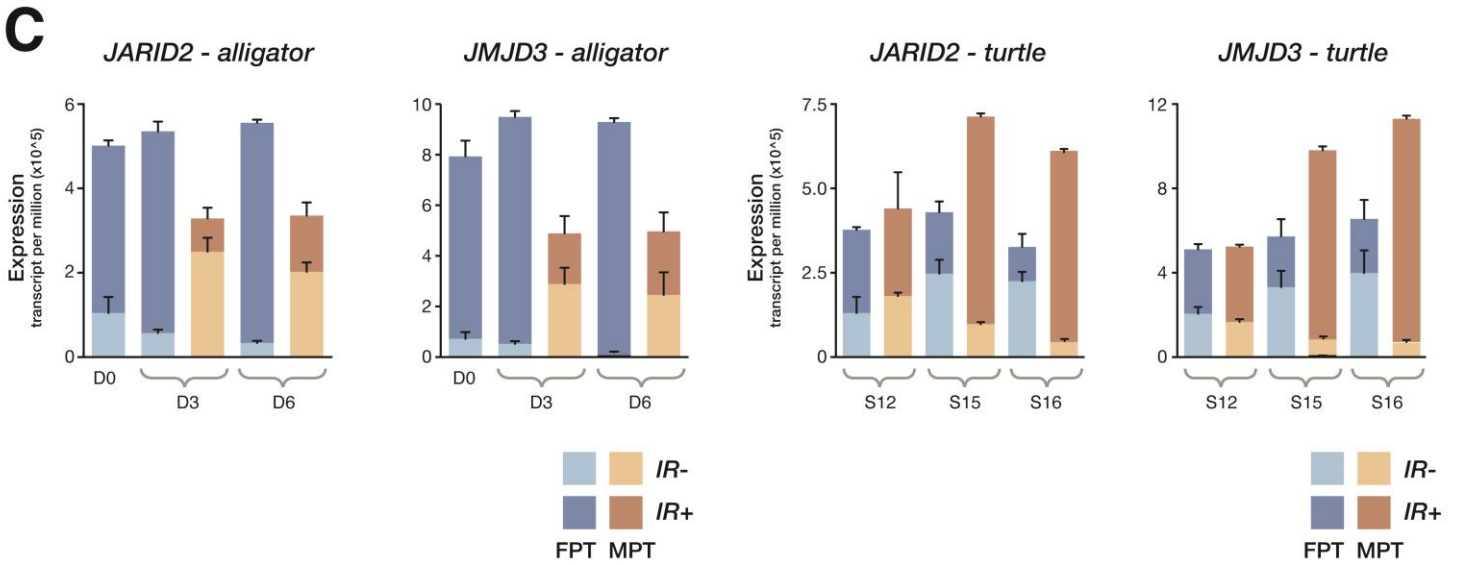 C
JARID2 - alligator
JMJD3 - alligator
JARID2 - turtle
JMJD3 - turtle
Expression
transcript per million (x10^5)
6
4
2
0
D0
D3
D6
10
8
6
4
2
0
D0
D3
D6
Expression
transcript per million (x10^5)
7.5
5.0
2.5
0
S12
S15
S16
12
8
4
0
S12
S15
S16
IR-
IR+
FPT MPT
IR-
IR+
FPT MPT